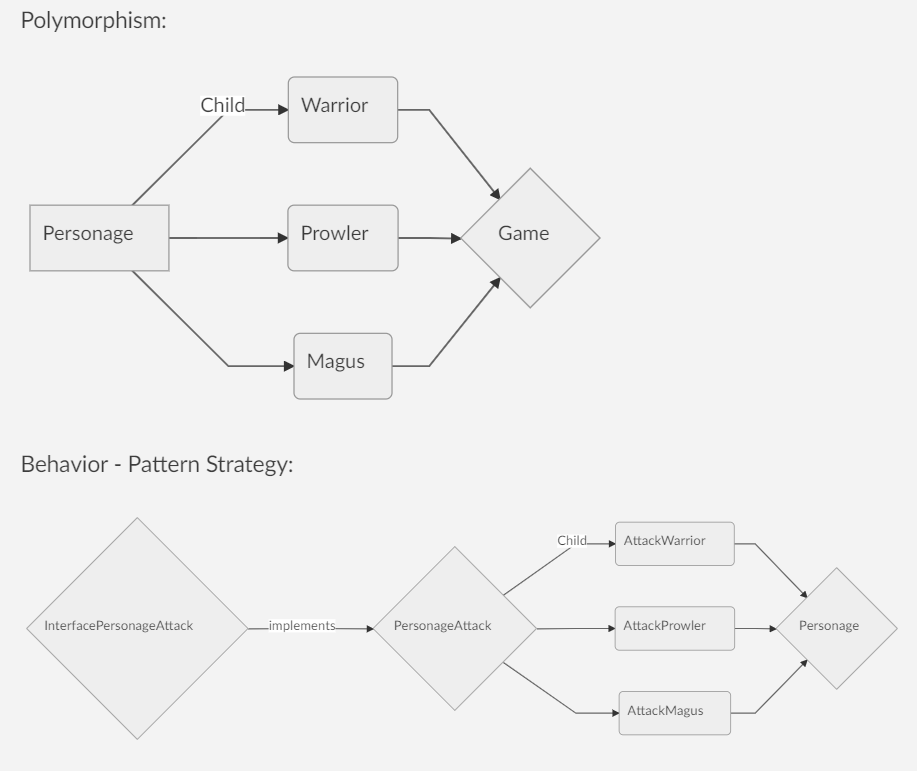 Polymorphism:
Child
Warrior
Personage
Prowler
Game
Magus
Behavior - Pattern Strategy:
Child
AttackWarrior
InterfacePersonageAttack
implements
PersonageAttack
AttackProwler
Personage
AttackMagus